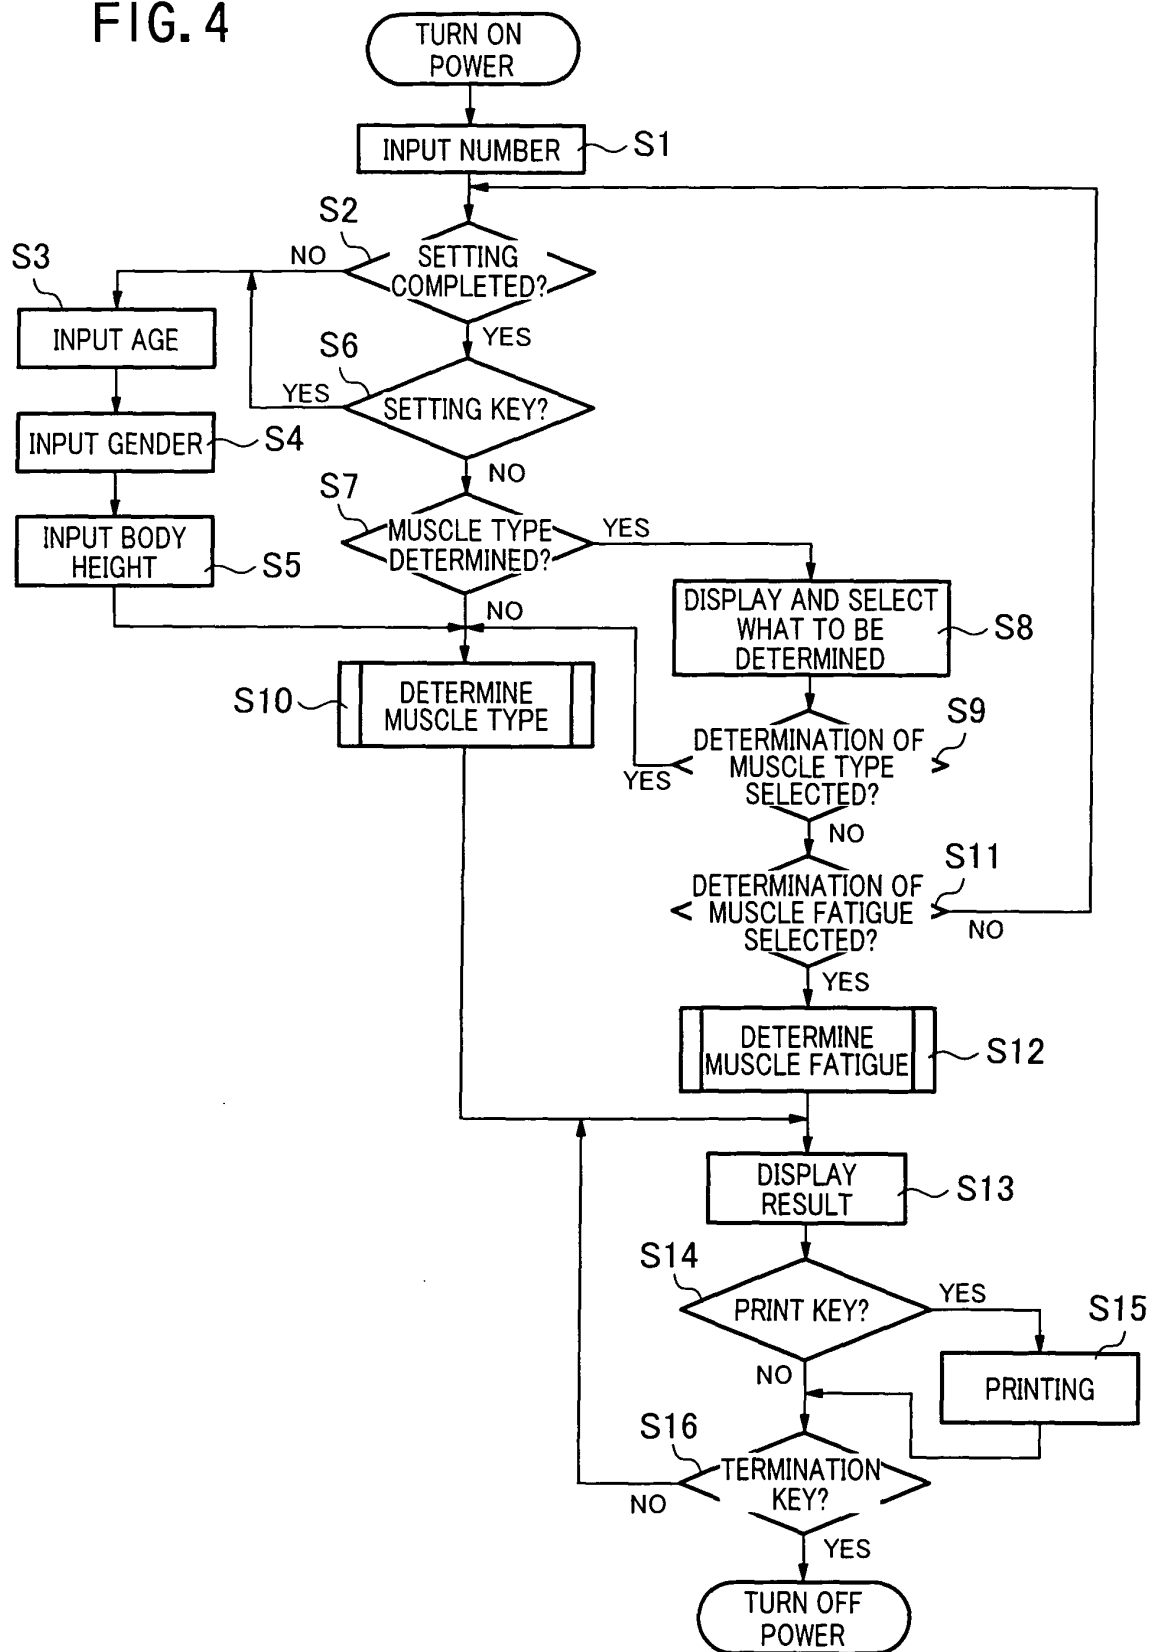 FIG. 4
TURN ON
POWER
INPUT NUMBER
S1
S2
SETTING
COMPLETED?
NO
YES
S3
INPUT AGE
INPUT GENDER
S4
INPUT BODY
HEIGHT
S5
S6
SETTING KEY?
YES
NO
S7
MUSCLE TYPE
DETERMINED?
YES
NO
DISPLAY AND SELECT
WHAT TO BE
DETERMINED
S8
S10
DETERMINE
MUSCLE TYPE
S9
DETERMINATION OF
MUSCLE TYPE
SELECTED?
YES
NO
S11
DETERMINATION OF
MUSCLE FATIGUE
SELECTED?
NO
YES
DETERMINE
MUSCLE FATIGUE
S12
DISPLAY
RESULT
S13
S14
PRINT KEY?
YES
NO
S15
PRINTING
S16
TERMINATION
KEY?
NO
YES
TURN OFF
POWER